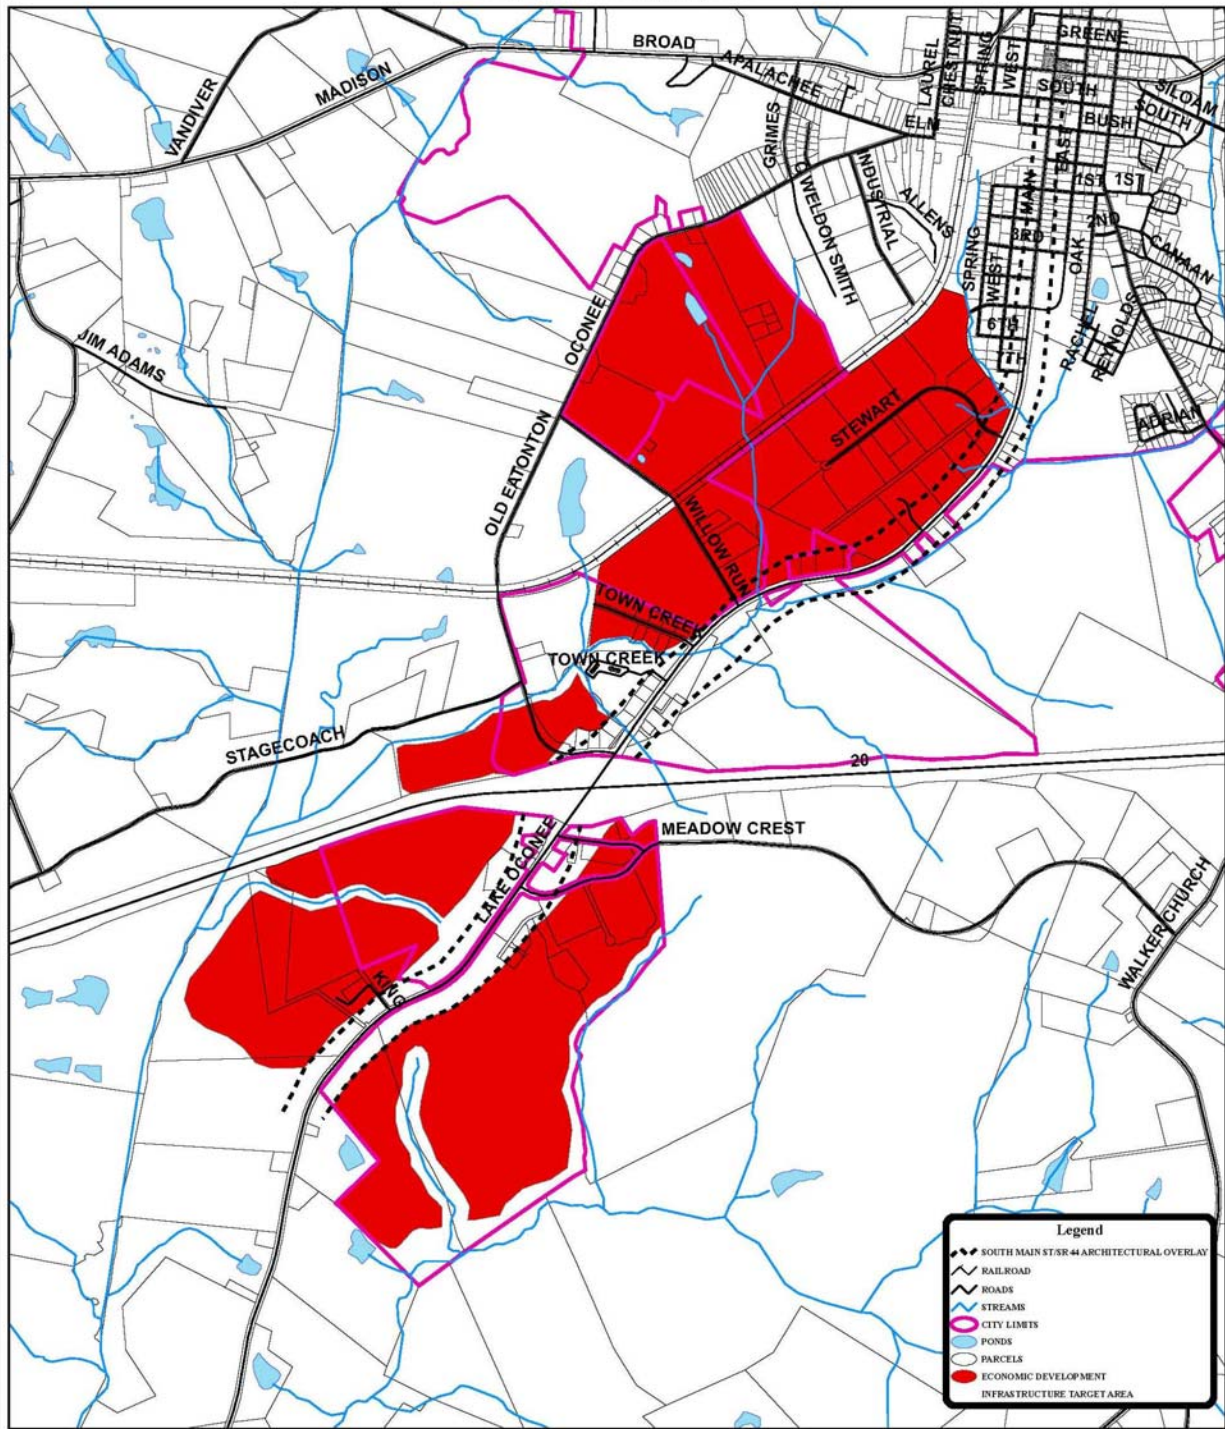 BROAD
GREENE
LAUREL
CHESTNUT
SPRING
WEST
VANDIVER
MADISON
APALACHEE
SOUTH
SILOAM
SOUTH
BUSH
ELM
GRIMES
EAST
MAIN
1ST
1ST
INDUSTRIAL
ALLENS
WELDON SMITH
2ND
3RD
OAK
CANAAN
SPRING
WEST
6TH
RACHEL
REYNOLDS
JIM ADAMS
OCONEE
OLD EATONTON
STEWART
ADRIAN
WILLOW RUN
TOWN CREEK
TOWN CREEK
STAGECOACH
20
LAKE OCONEE
MEADOW CREST
WALKER CHURCH
KING
Legend
SOUTH MAIN ST/SR 44 ARCHITECTURAL OVERLAY
RAILROAD
ROADS
STREAMS
CITY LIMITS
PONDS
PARCELS
ECONOMIC DEVELOPMENT
INFRASTRUCTURE TARGET AREA